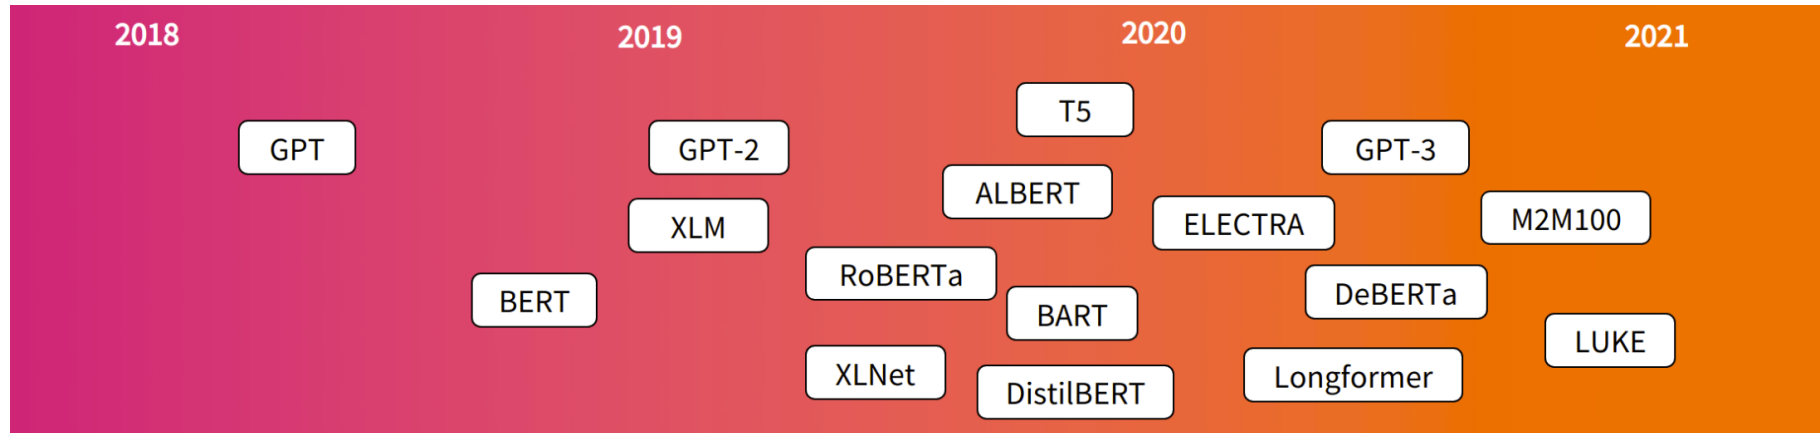 2018
2019
2020
2021
T5
GPT
GPT-2
GPT-3
ALBERT
XLM
ELECTRA
M2M100
RoBERTa
BERT
BART
DeBERTa
LUKE
XLNet
DistilBERT
Longformer